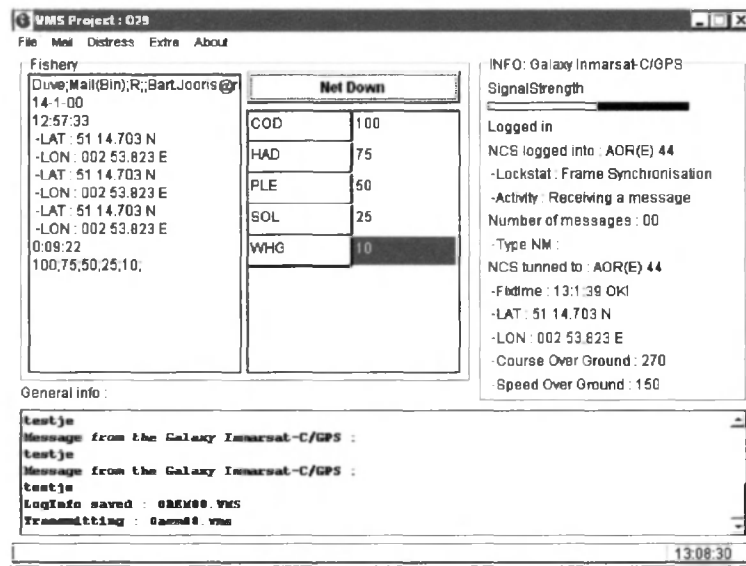 VMS Project : O29
File Mail Distress Extra About
Fishery
Duve;Mail(Bin);R;;Bart.Jooris@r
14-1-00
12:57:33
-LAT : 51 14.703 N
-LON : 002 53.823 E
-LAT : 51 14.703 N
-LON : 002 53.823 E
-LAT : 51 14.703 N
-LON : 002 53.823 E
0:09:22
100;75;50;25;10;
Net Down
COD 100
HAD 75
PLE 50
SOL 25
WHG 10
INFO: Galaxy Inmarsat-C/GPS
SignalStrength
Logged in
NCS logged into : AOR(E) 44
-Lockstat : Frame Synchronisation
-Activity : Receiving a message
Number of messages : 00
-Type NM :
NCS tunned to : AOR(E) 44
-Fixtime : 13:1:39 OK!
-LAT : 51 14.703 N
-LON : 002 53.823 E
-Course Over Ground : 270
-Speed Over Ground : 150
General info :
testje
Message from the Galaxy Inmarsat-C/GPS :
testje
Message from the Galaxy Inmarsat-C/GPS :
testje
LogInfo saved :
Transmitting :
13:08:30